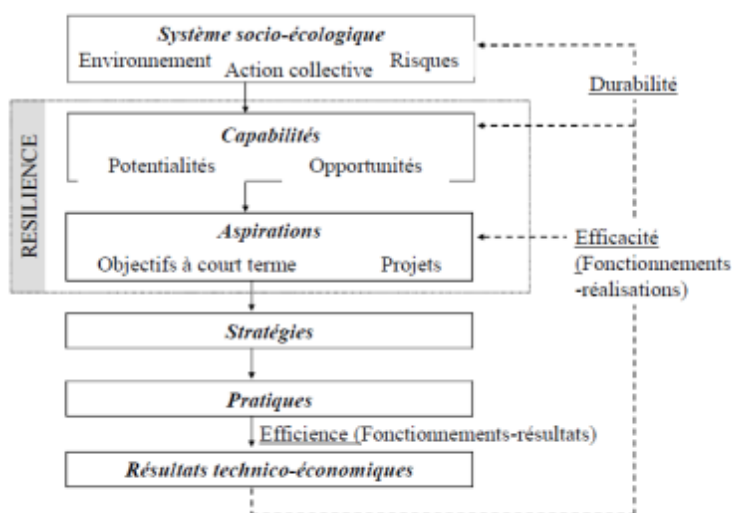 Système socio-écologique
Environnement
Action collective
Risques
Durabilité
RESILIENCE
Capabilités
Potentialités
Opportunités
Aspirations
Objectifs à court terme
Projets
Efficacité
(Fonctionnements
-réalisations)
Stratégies
Pratiques
Efficience (Fonctionnements-résultats)
Résultats technico-économiques